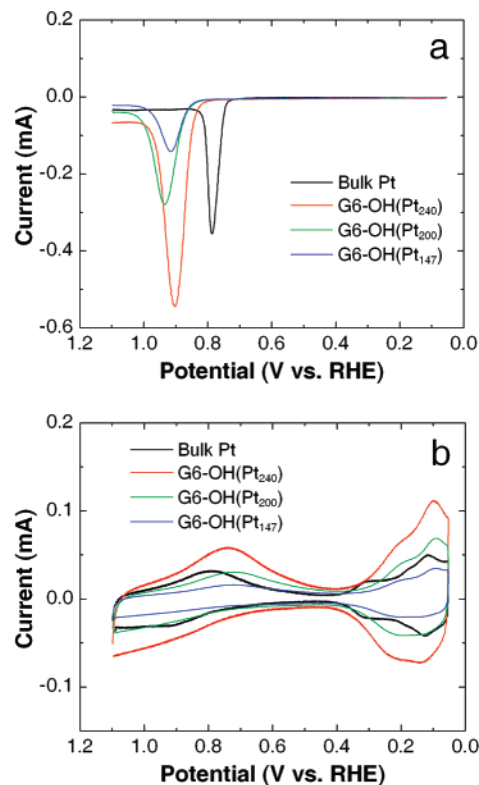 a
0.2
0.0
-0.2
-0.4
-0.6
Current (mA)
Bulk Pt
G6-OH(Pt₂₄₀)
G6-OH(Pt₂₀₀)
G6-OH(Pt₁₄₇)
1.2 1.0 0.8 0.6 0.4 0.2 0.0
Potential (V vs. RHE)
b
0.2
0.1
0.0
-0.1
Current (mA)
Bulk Pt
G6-OH(Pt₂₄₀)
G6-OH(Pt₂₀₀)
G6-OH(Pt₁₄₇)
1.2 1.0 0.8 0.6 0.4 0.2 0.0
Potential (V vs. RHE)